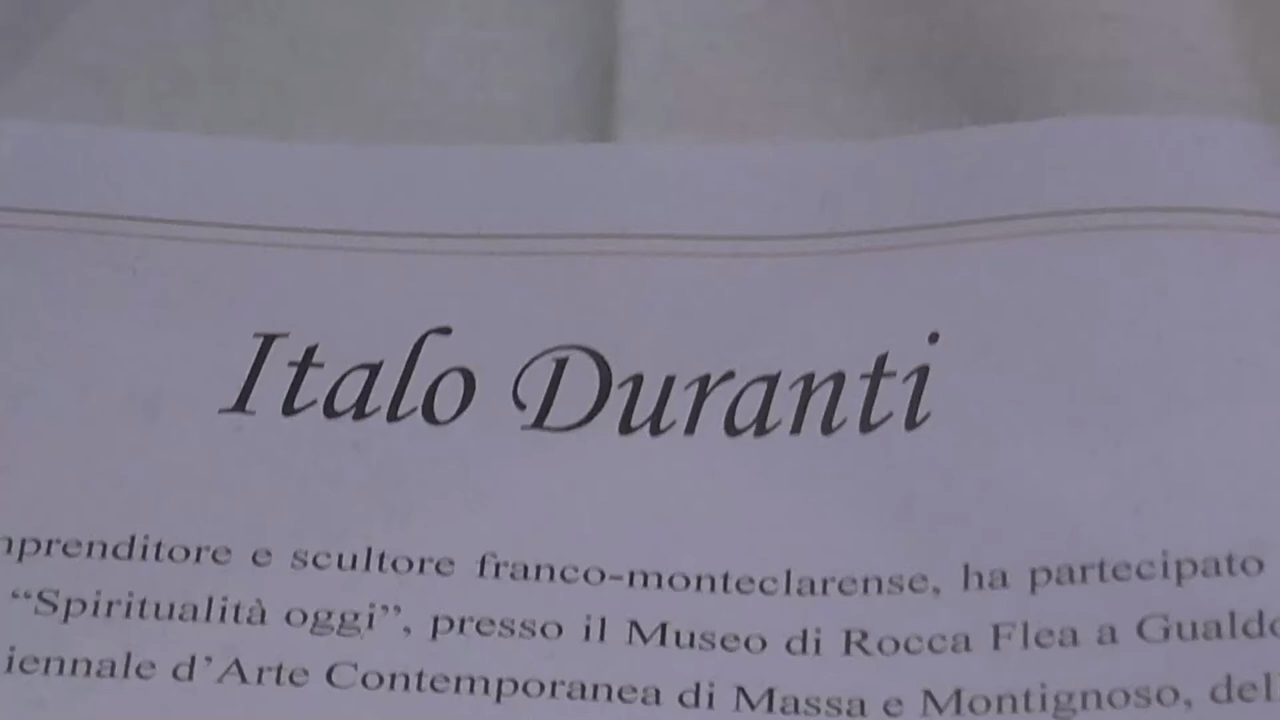 Italo Duranti
mprenditore e scultore franco-monteclarense, ha partecipato
“Spiritualità oggi”, presso il Museo di Rocca Flea a Gualdo
iennale d’Arte Contemporanea di Massa e Montignoso, del